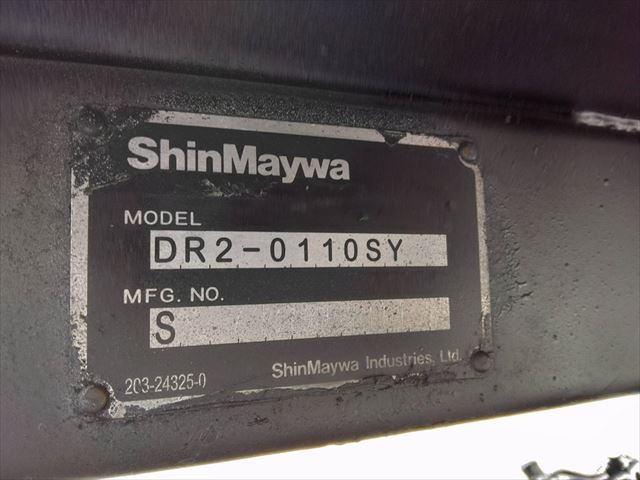 ShinMaywa
MODEL
DR2-0110SY
MFG. NO.
S
ShinMaywa Industries, Ltd.
203-24325-0